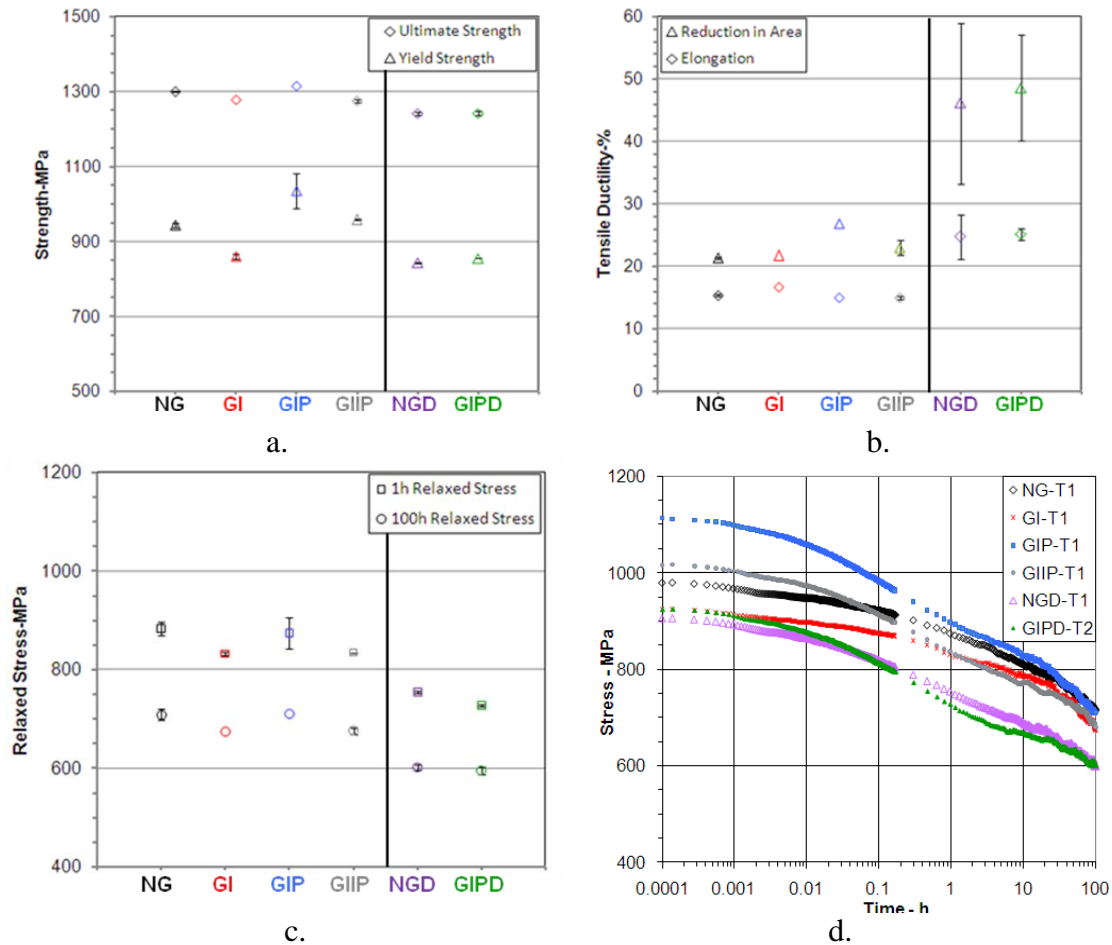 1500
1300
1100
900
700
500
Strength-MPa
Ultimate Strength
Yield Strength
NG GI GIP GIIP NGD GIPD
a.
60
50
40
30
20
10
0
Tensile Ductility-%
Reduction in Area
Elongation
NG GI GIP GIIP NGD GIPD
b.
1200
1000
800
600
400
Relaxed Stress-MPa
1h Relaxed Stress
100h Relaxed Stress
NG GI GIP GIIP NGD GIPD
c.
1200
1000
800
600
400
Stress - MPa
NG-T1
GI-T1
GIP-T1
GIIP-T1
NGD-T1
GIPD-T2
0.0001 0.001 0.01 0.1 1 10 100
Time - h
d.